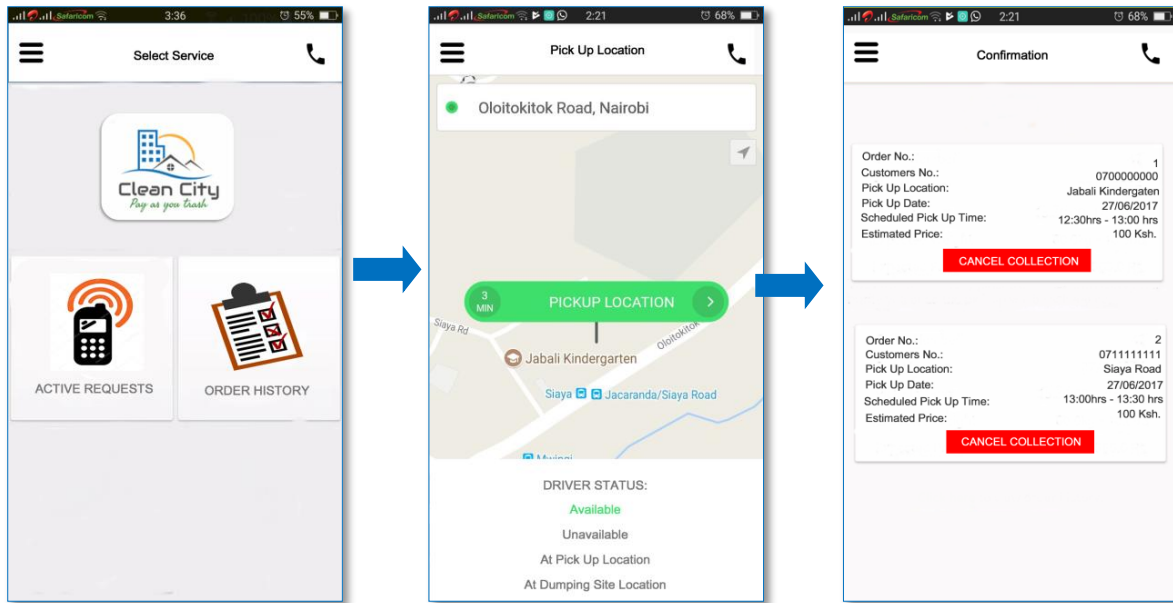 Safaricom 3:36 55%
Select Service
Clean City
Pay as you trash
ACTIVE REQUESTS
ORDER HISTORY
Safaricom 2:21 68%
Pick Up Location
Oloitokitok Road, Nairobi
3 MIN
PICKUP LOCATION
Siaya Rd
Oloitokitok
Jabali Kindergarten
Siaya Jacaranda/Siaya Road
Mwingi
DRIVER STATUS:
Available
Unavailable
At Pick Up Location
At Dumping Site Location
Safaricom 2:21 68%
Confirmation
Order No.: 1
Customers No.: 0700000000
Pick Up Location: Jabali Kindergaten
Pick Up Date: 27/06/2017
Scheduled Pick Up Time: 12:30hrs - 13:00 hrs
Estimated Price: 100 Ksh.
CANCEL COLLECTION
Order No.: 2
Customers No.: 0711111111
Pick Up Location: Siaya Road
Pick Up Date: 27/06/2017
Scheduled Pick Up Time: 13:00hrs - 13:30 hrs
Estimated Price: 100 Ksh.
CANCEL COLLECTION